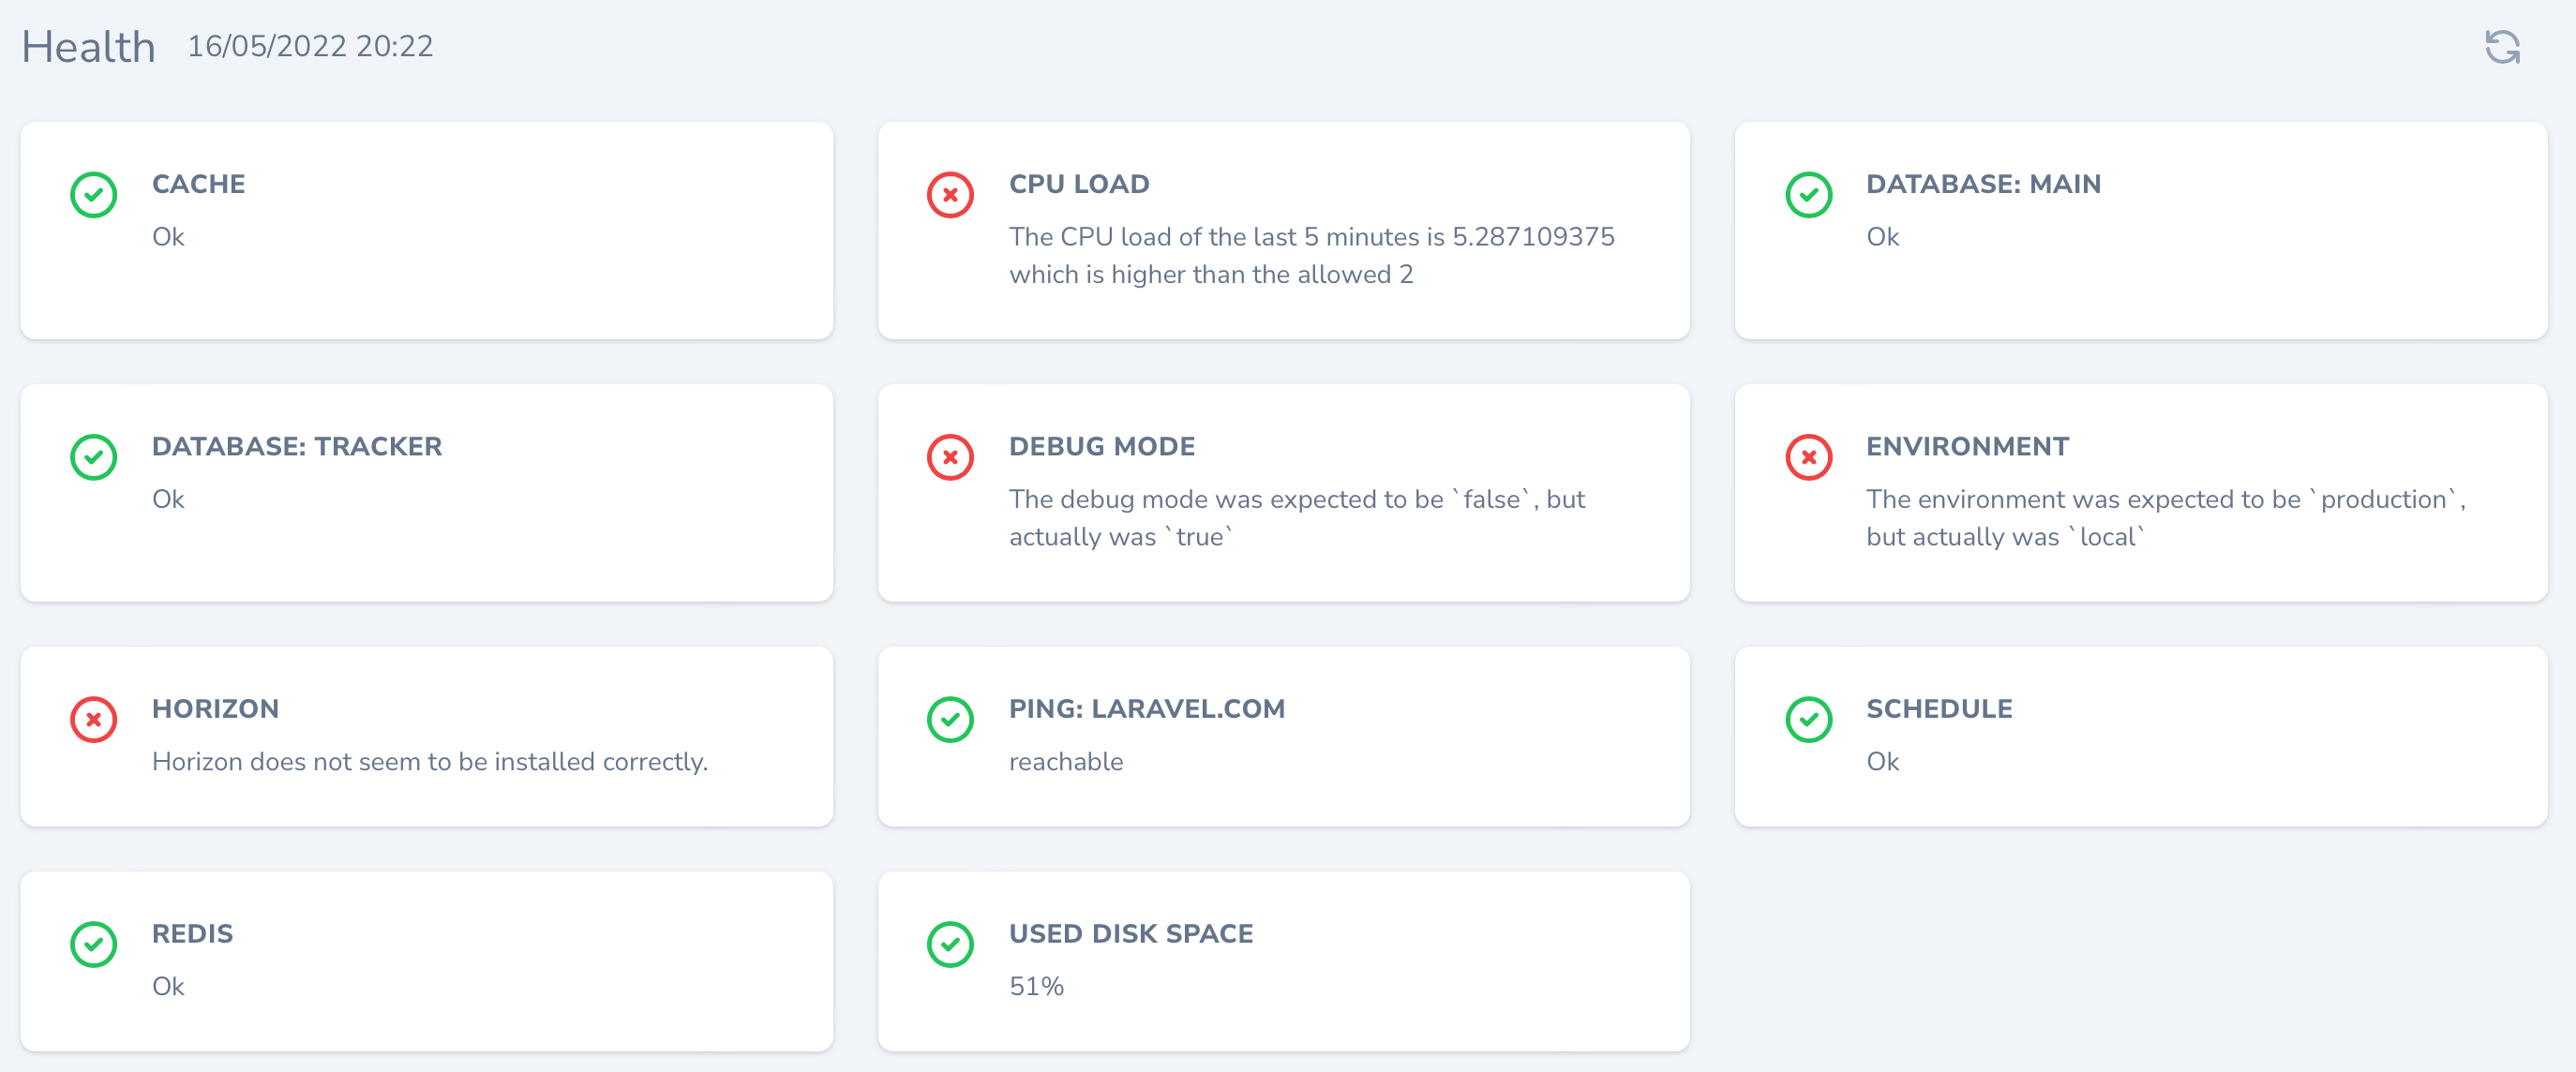 Health 16/05/2022 20:22
CACHE
Ok
CPU LOAD
The CPU load of the last 5 minutes is 5.287109375
which is higher than the allowed 2
DATABASE: MAIN
Ok
DATABASE: TRACKER
Ok
DEBUG MODE
The debug mode was expected to be `false`, but
actually was `true`
ENVIRONMENT
The environment was expected to be `production`,
but actually was `local`
HORIZON
Horizon does not seem to be installed correctly.
PING: LARAVEL.COM
reachable
SCHEDULE
Ok
REDIS
Ok
USED DISK SPACE
51%